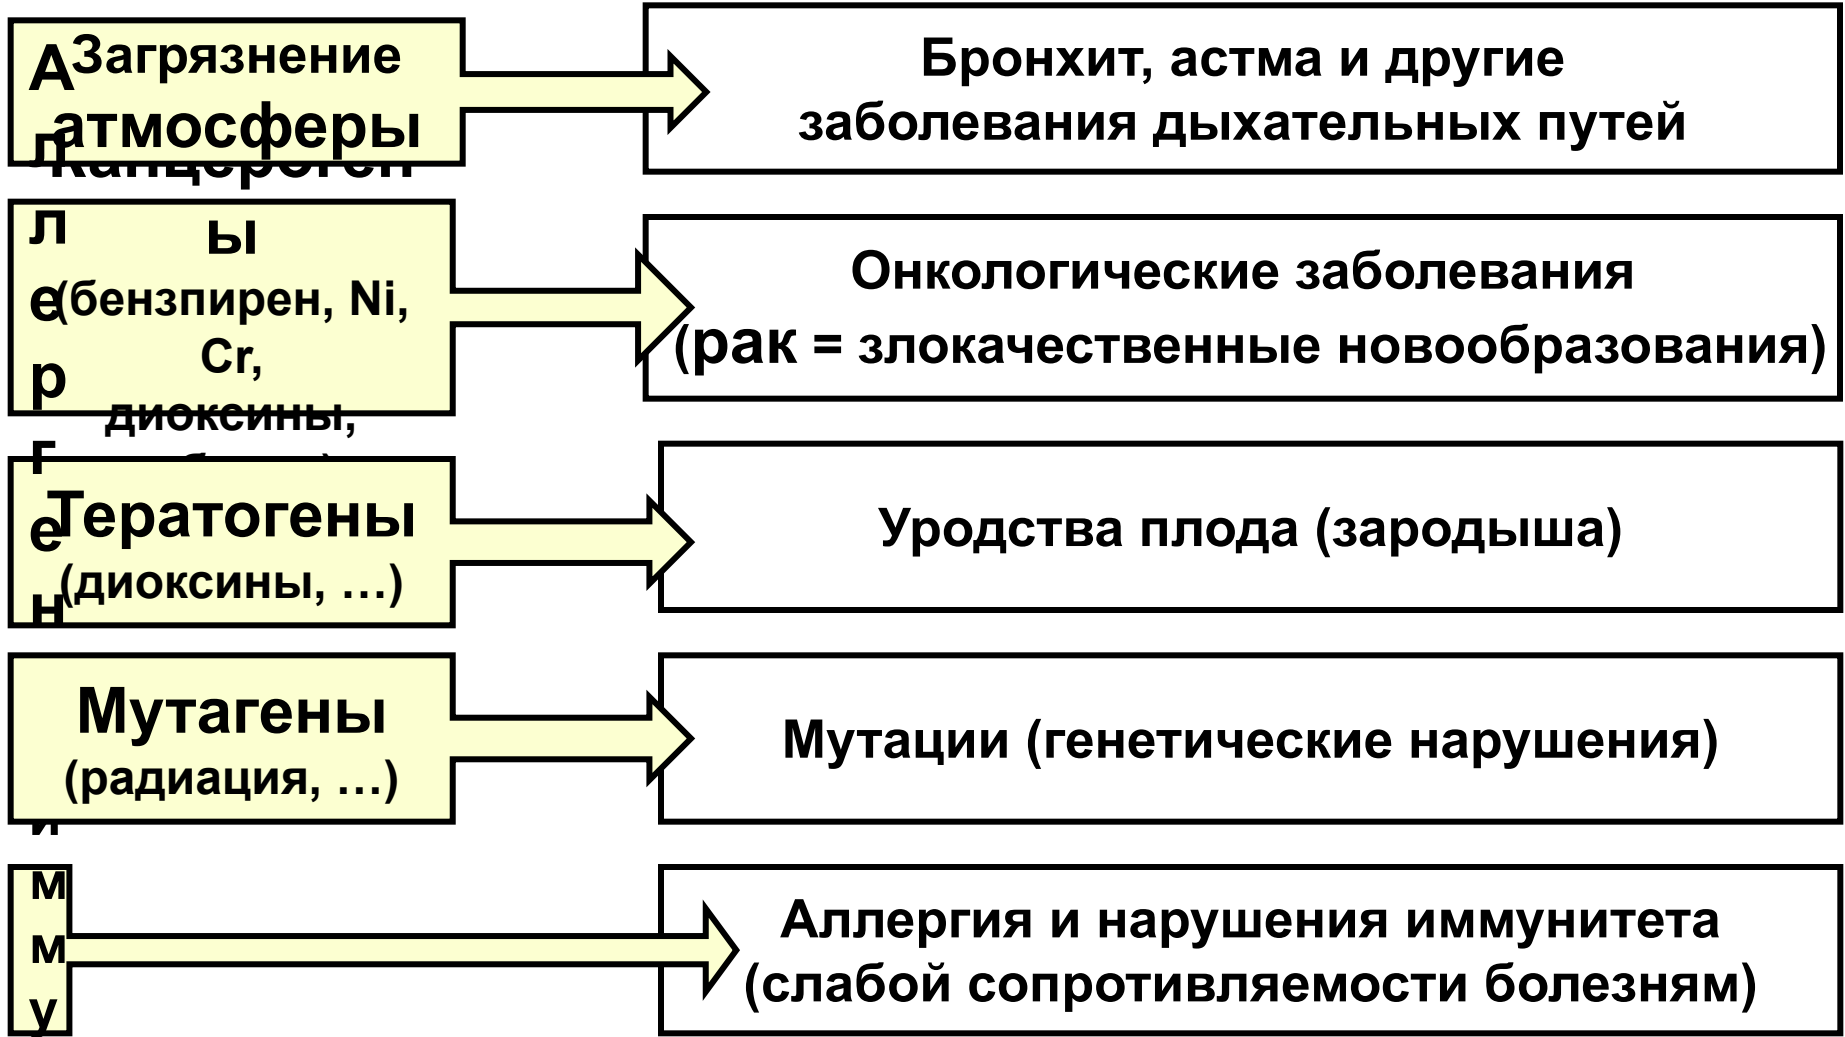 Загрязнение
атмосферы
Бронхит, астма и другие
заболевания дыхательных путей
Канцероген
ы
(бензпирен, Ni,
Cr,
диоксины,
Онкологические заболевания
(рак = злокачественные новообразования)
Тератогены
(диоксины, …)
Уродства плода (зародыша)
Мутагены
(радиация, …)
Мутации (генетические нарушения)
А
л
л
е
р
г
е
н
и
м
м
у
Аллергия и нарушения иммунитета
(слабой сопротивляемости болезням)